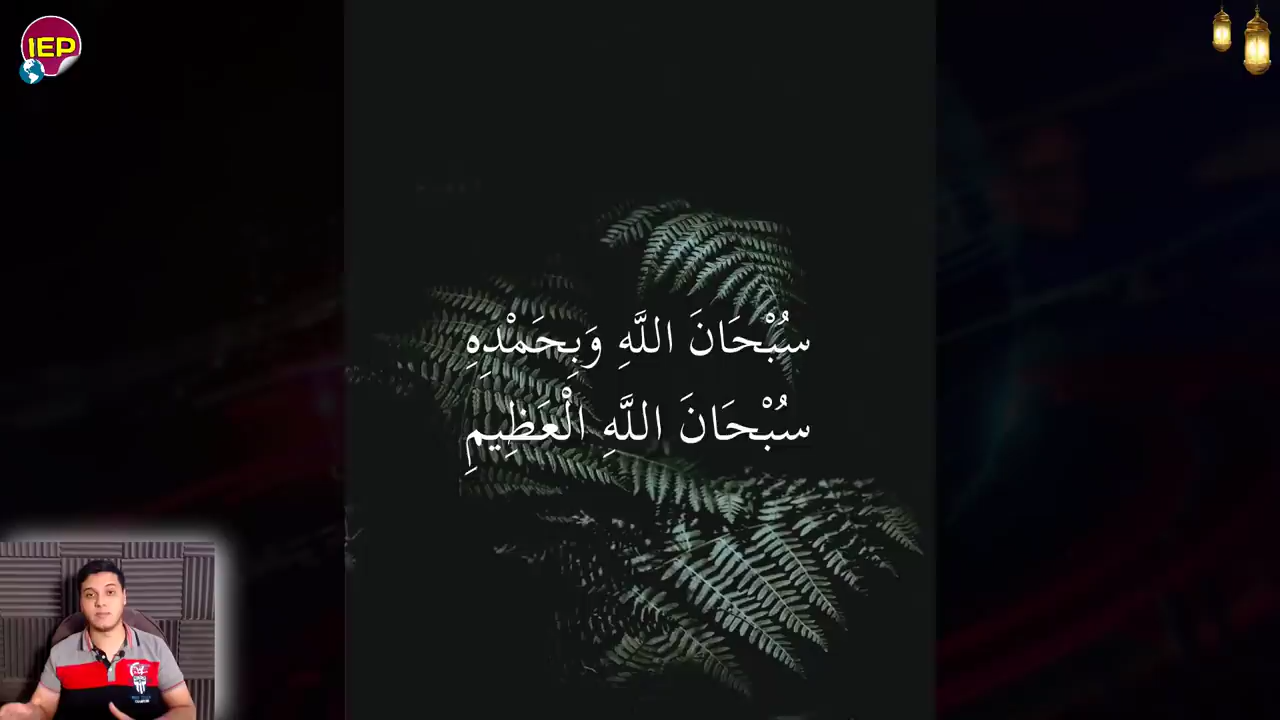 IEP
سُبْحَانَ اللَّهِ وَبِحَمْدِهِ
سُبْحَانَ اللَّهِ الْعَظِيمِ